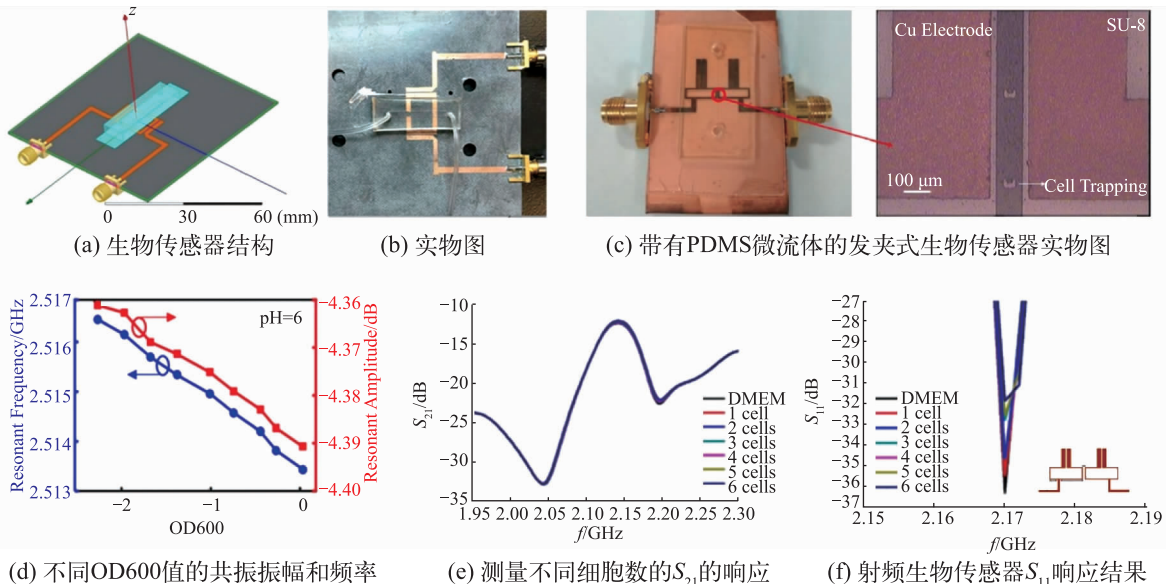 z
0 30 60 (mm)
Cu Electrode SU-8
100 μm Cell Trapping
(a) 生物传感器结构 (b) 实物图 (c) 带有PDMS微流体的发夹式生物传感器实物图
Resonant Frequency/GHz
2.517
2.516
2.515
2.514
2.513
pH=6
−4.36
−4.37
−4.38
−4.39
−4.40
Resonant Amplitude/dB
−2 −1 0
OD600
S21/dB
−10
−15
−20
−25
−30
−35
DMEM
1 cell
2 cells
3 cells
4 cells
5 cells
6 cells
1.95 2.00 2.05 2.10 2.15 2.20 2.30
f/GHz
S11/dB
−27
−28
−29
−30
−31
−32
−33
−34
−35
−36
−37
DMEM
1 cell
2 cells
3 cells
4 cells
5 cells
6 cells
2.15 2.16 2.17 2.18 2.19
f/GHz
(d) 不同OD600值的共振振幅和频率 (e) 测量不同细胞数的S21的响应 (f) 射频生物传感器S11响应结果